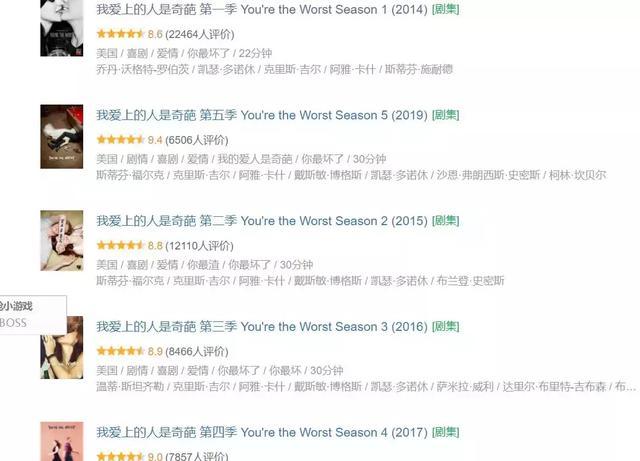 我爱上的人是奇葩 第一季 You're the Worst Season 1 (2014) [剧集]
8.6 (22464人评价)
美国 / 喜剧 / 爱情 / 你最坏了 / 22分钟
乔丹·沃格特-罗伯茨 / 凯瑟·多诺休 / 克里斯·吉尔 / 阿雅·卡什 / 斯蒂芬·施耐德
我爱上的人是奇葩 第五季 You're the Worst Season 5 (2019) [剧集]
9.4 (6506人评价)
美国 / 剧情 / 喜剧 / 爱情 / 我的爱人是奇葩 / 你最坏了 / 30分钟
斯蒂芬·福尔克 / 克里斯·吉尔 / 阿雅·卡什 / 戴斯敏·博格斯 / 凯瑟·多诺休 / 沙恩·弗朗西斯·史密斯 / 柯林·坎贝尔
我爱上的人是奇葩 第二季 You're the Worst Season 2 (2015) [剧集]
8.8 (12110人评价)
美国 / 喜剧 / 爱情 / 你最渣 / 你最坏了 / 30分钟
斯蒂芬·福尔克 / 克里斯·吉尔 / 阿雅·卡什 / 戴斯敏·博格斯 / 凯瑟·多诺休 / 布兰登·史密斯
小游戏
BOSS
我爱上的人是奇葩 第三季 You're the Worst Season 3 (2016) [剧集]
8.9 (8466人评价)
美国 / 剧情 / 喜剧 / 爱情 / 你最坏了 / 你最坏 / 30分钟
温蒂·斯坦齐勒 / 克里斯·吉尔 / 阿雅·卡什 / 戴斯敏·博格斯 / 凯瑟·多诺休 / 萨米拉·威利 / 达里尔·布里特-吉布森 / 布...
我爱上的人是奇葩 第四季 You're the Worst Season 4 (2017) [剧集]
9.0 (7857人评价)